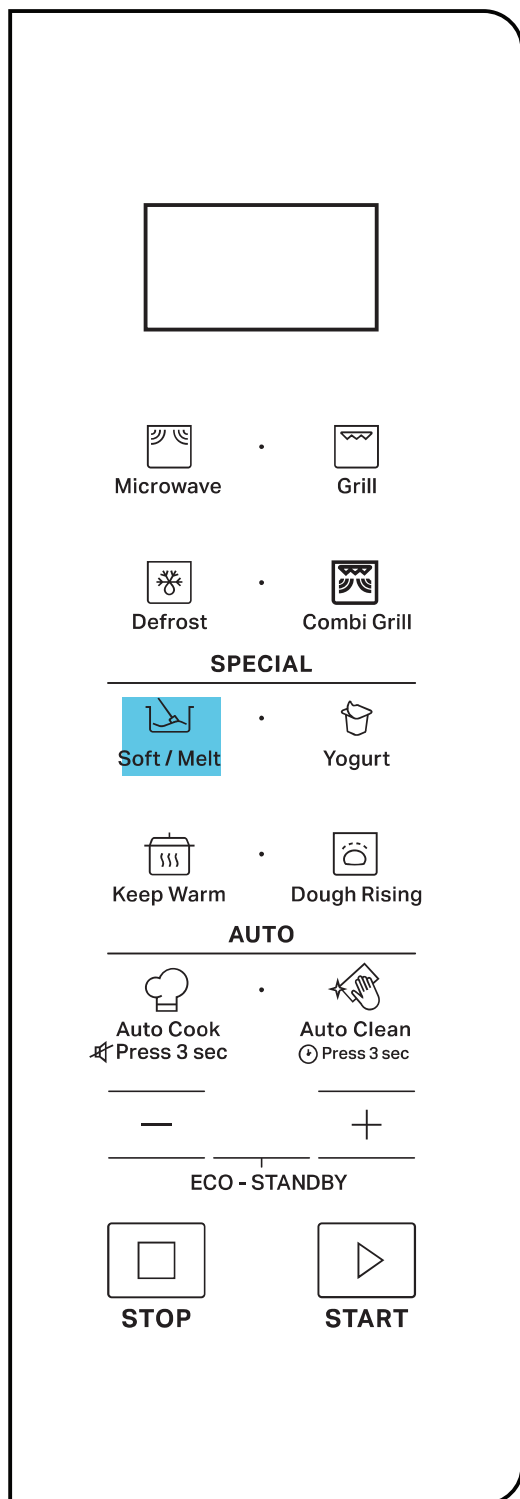 Microwave Grill
Defrost Combi Grill
SPECIAL
Soft / Melt Yogurt
Keep Warm Dough Rising
AUTO
Auto Cook Auto Clean
Press 3 sec Press 3 sec
— +
ECO - STANDBY
STOP START